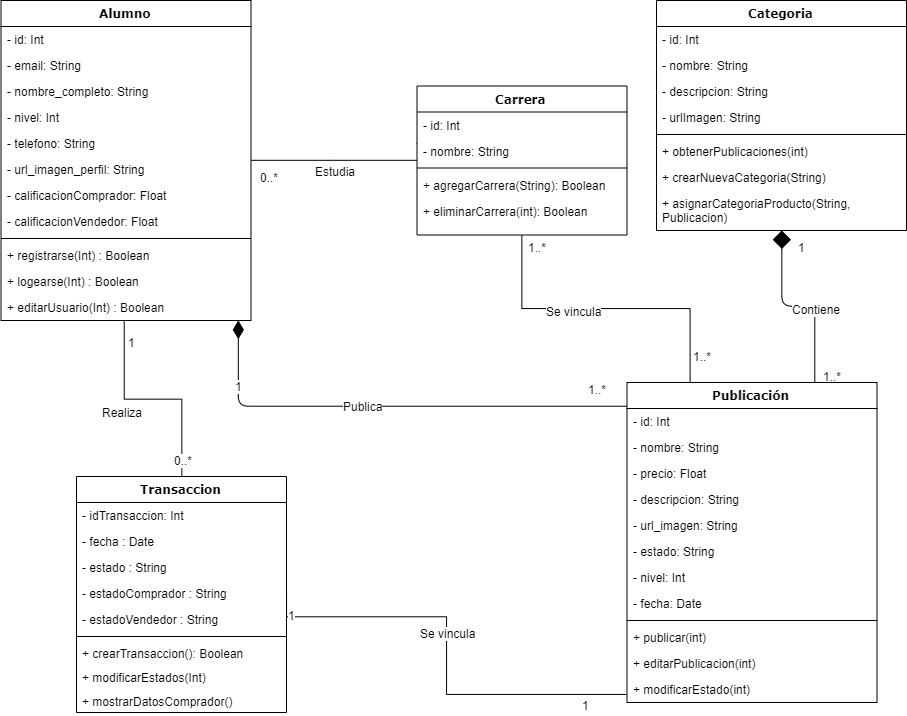 Alumno
- id: Int
- email: String
- nombre_completo: String
- nivel: Int
- telefono: String
- url_imagen_perfil: String
- calificacionComprador: Float
- calificacionVendedor: Float
+ registrarse(Int) : Boolean
+ logearse(Int) : Boolean
+ editarUsuario(Int) : Boolean
0..*
Estudia
Carrera
- id: Int
- nombre: String
+ agregarCarrera(String): Boolean
+ eliminarCarrera(int): Boolean
Categoria
- id: Int
- nombre: String
- descripcion: String
- urlImagen: String
+ obtenerPublicaciones(int)
+ crearNuevaCategoria(String)
+ asignarCategoriaProducto(String,
Publicacion)
1..*
Se vincula
1..*
1
Contiene
1..*
1
Publica
1..*
1
Realiza
0..*
Transaccion
- idTransaccion: Int
- fecha : Date
- estado : String
- estadoComprador : String
- estadoVendedor : String
+ crearTransaccion(): Boolean
+ modificarEstados(Int)
+ mostrarDatosComprador()
1
Se vincula
1
Publicación
- id: Int
- nombre: String
- precio: Float
- descripcion: String
- url_imagen: String
- estado: String
- nivel: Int
- fecha: Date
+ publicar(int)
+ editarPublicacion(int)
+ modificarEstado(int)